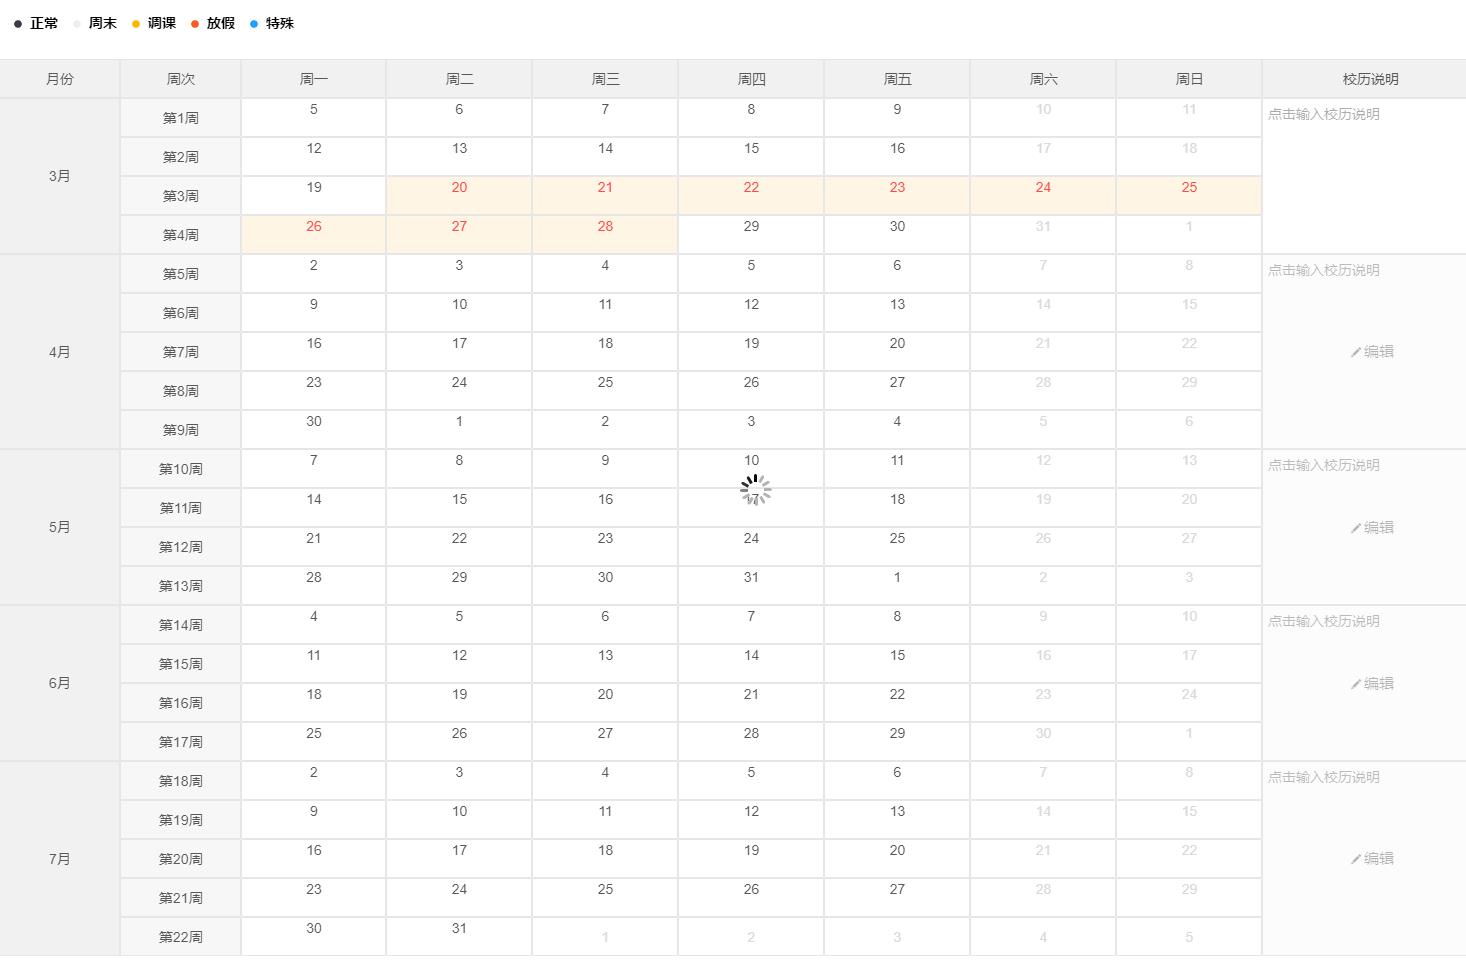 正常 周末 调课 放假 特殊
月份 周次 周一 周二 周三 周四 周五 周六 周日 校历说明
3月 第1周 5 6 7 8 9 10 11 点击输入校历说明
第2周 12 13 14 15 16 17 18
第3周 19 20 21 22 23 24 25
第4周 26 27 28 29 30 31 1
4月 第5周 2 3 4 5 6 7 8 点击输入校历说明
第6周 9 10 11 12 13 14 15
第7周 16 17 18 19 20 21 22 编辑
第8周 23 24 25 26 27 28 29
第9周 30 1 2 3 4 5 6
5月 第10周 7 8 9 10 11 12 13 点击输入校历说明
第11周 14 15 16 17 18 19 20 编辑
第12周 21 22 23 24 25 26 27
第13周 28 29 30 31 1 2 3
6月 第14周 4 5 6 7 8 9 10 点击输入校历说明
第15周 11 12 13 14 15 16 17 编辑
第16周 18 19 20 21 22 23 24
第17周 25 26 27 28 29 30 1
7月 第18周 2 3 4 5 6 7 8 点击输入校历说明
第19周 9 10 11 12 13 14 15
第20周 16 17 18 19 20 21 22 编辑
第21周 23 24 25 26 27 28 29
第22周 30 31 1 2 3 4 5